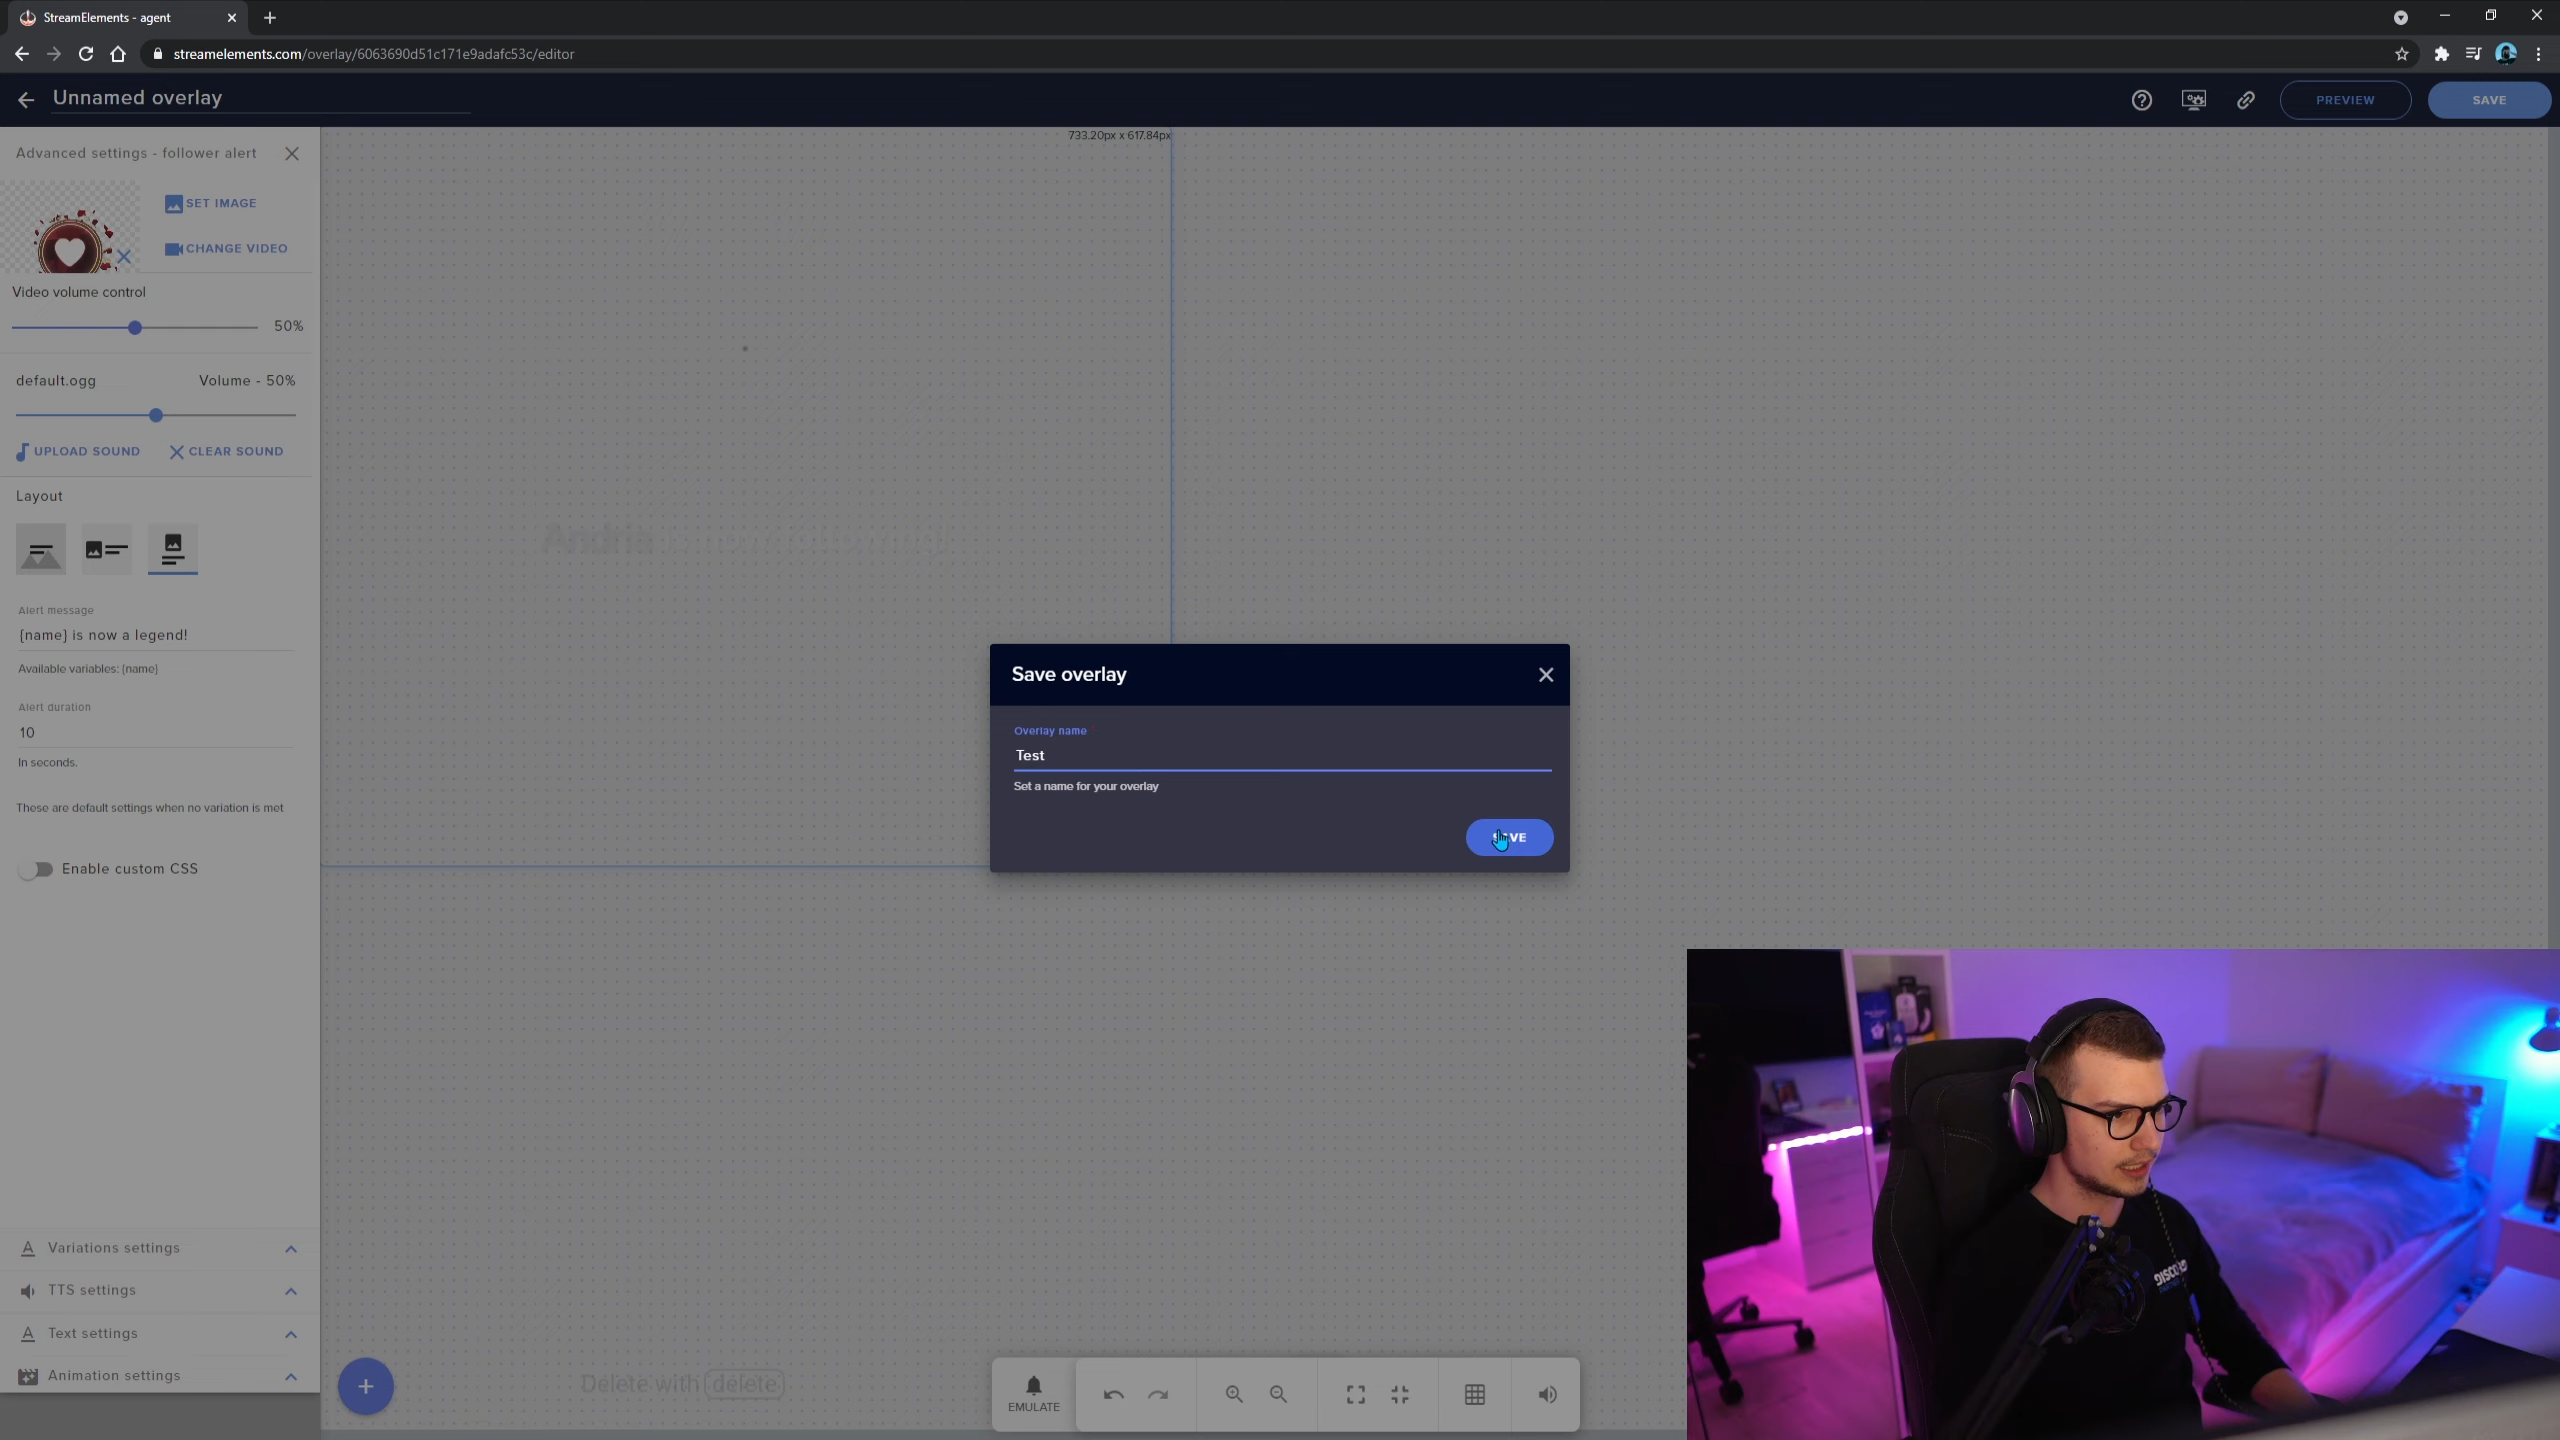 StreamElements - agent
streamelements.com/overlay/6063690d51c171e9adafc53c/editor
Unnamed overlay
PREVIEW
SAVE
Advanced settings - follower alert
733.20px x 617.84px
SET IMAGE
CHANGE VIDEO
Video volume control
50%
default.ogg
Volume - 50%
UPLOAD SOUND
CLEAR SOUND
Layout
Andria
Alert message
{name} is now a legend!
Available variables: {name}
Alert duration
10
In seconds.
These are default settings when no variation is met
Enable custom CSS
Save overlay
Overlay name
Test
Set a name for your overlay
Variations settings
TTS settings
Text settings
Animation settings
Delete with delete
EMULATE